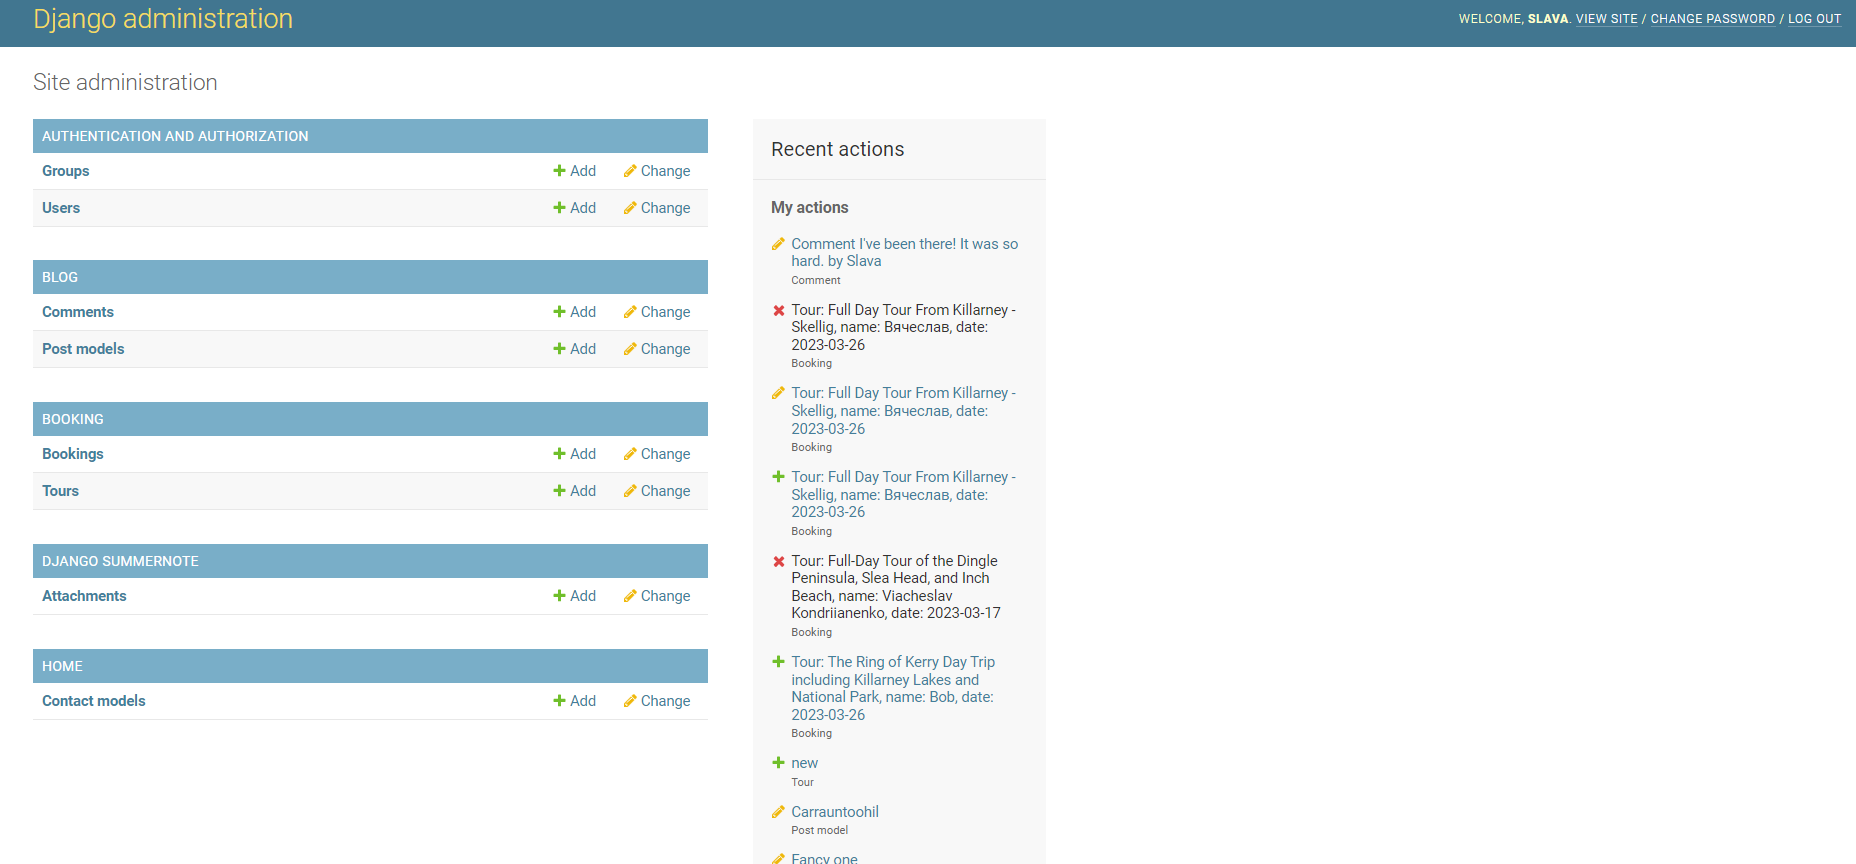 Django administration
WELCOME, SLAVA. VIEW SITE / CHANGE PASSWORD / LOG OUT
Site administration
AUTHENTICATION AND AUTHORIZATION
Groups Add Change
Users Add Change
BLOG
Comments Add Change
Post models Add Change
BOOKING
Bookings Add Change
Tours Add Change
DJANGO SUMMERNOTE
Attachments Add Change
HOME
Contact models Add Change
Recent actions
My actions
Comment I've been there! It was so
hard. by Slava
Comment
Tour: Full Day Tour From Killarney -
Skellig, name: Вячеслав, date:
2023-03-26
Booking
Tour: Full Day Tour From Killarney -
Skellig, name: Вячеслав, date:
2023-03-26
Booking
Tour: Full Day Tour From Killarney -
Skellig, name: Вячеслав, date:
2023-03-26
Booking
Tour: Full-Day Tour of the Dingle
Peninsula, Slea Head, and Inch
Beach, name: Viacheslav
Kondriianenko, date: 2023-03-17
Booking
Tour: The Ring of Kerry Day Trip
including Killarney Lakes and
National Park, name: Bob, date:
2023-03-26
Booking
new
Tour
Carrauntoohil
Post model
Fancy one